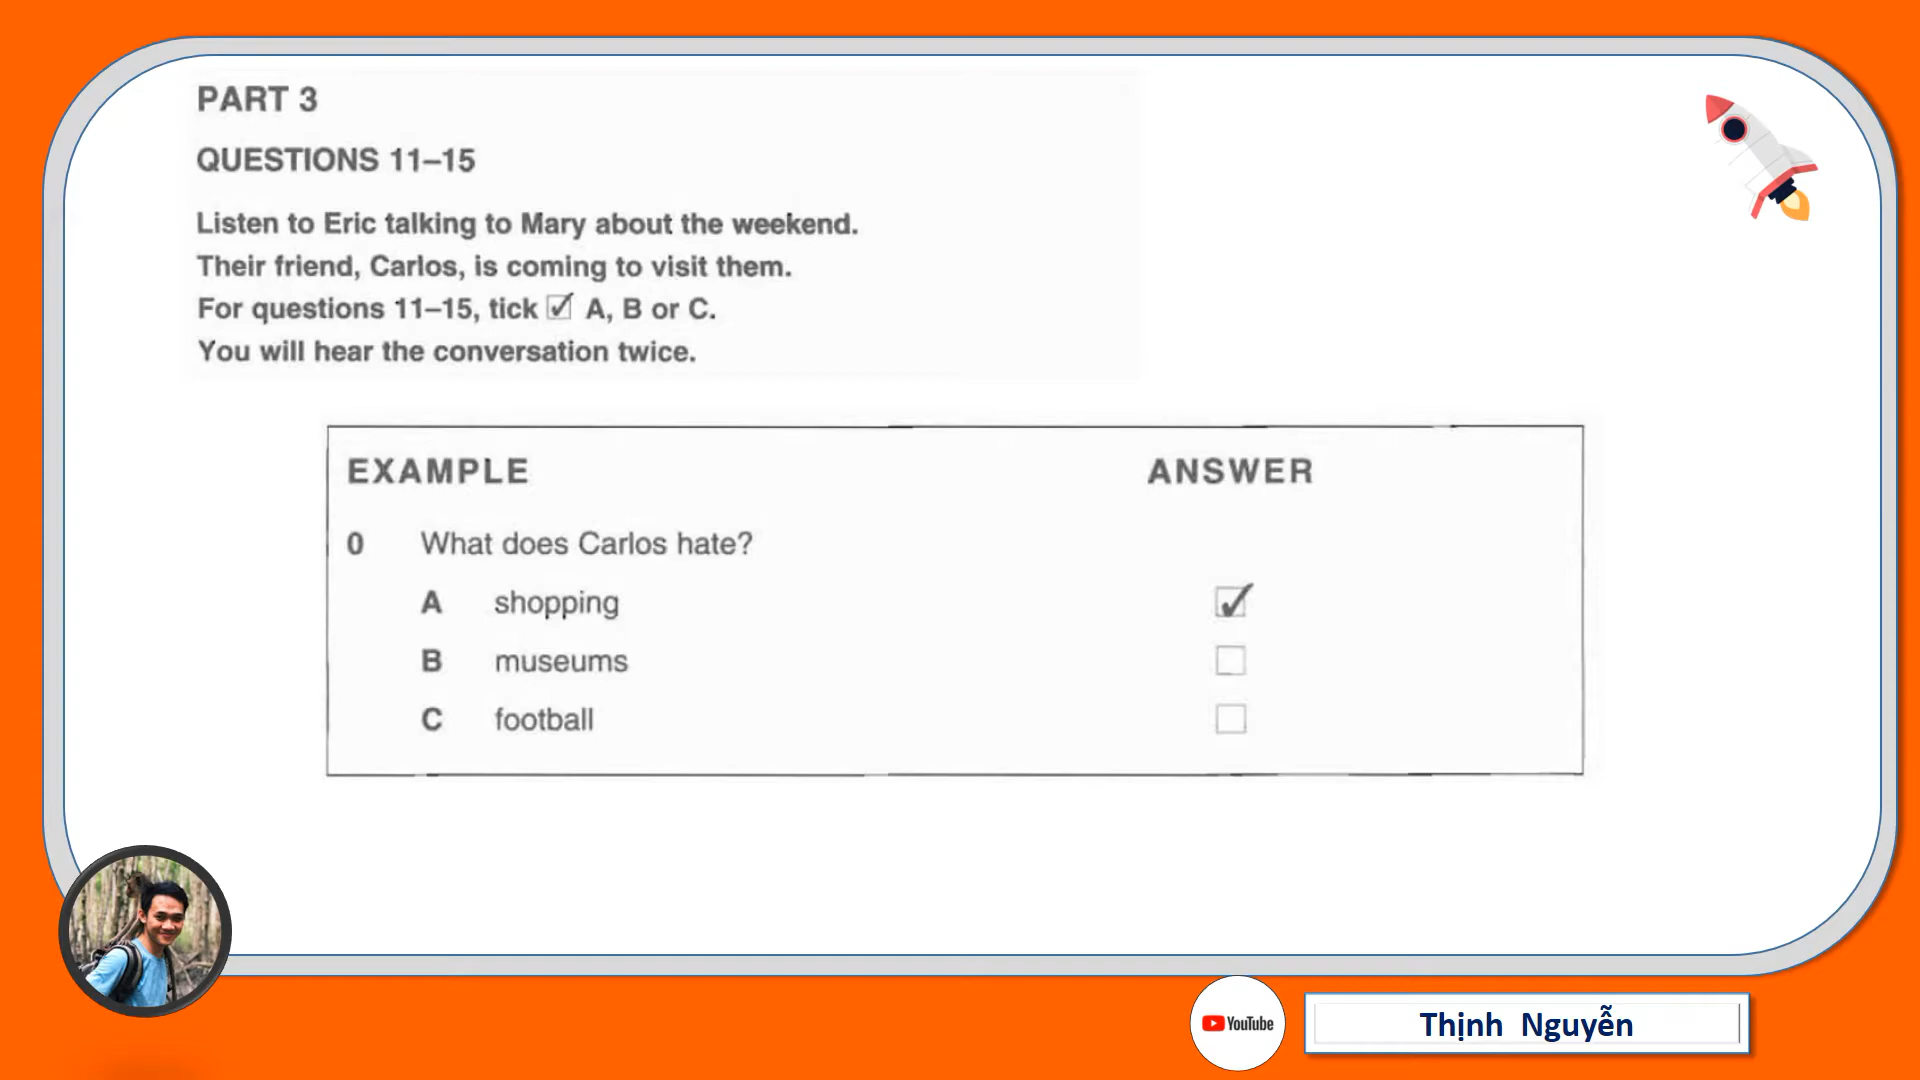 PART 3
QUESTIONS 11–15
Listen to Eric talking to Mary about the weekend.
Their friend, Carlos, is coming to visit them.
For questions 11–15, tick ☑ A, B or C.
You will hear the conversation twice.
EXAMPLE ANSWER
0 What does Carlos hate?
A shopping ☑
B museums ☐
C football ☐
YouTube
Thịnh Nguyễn